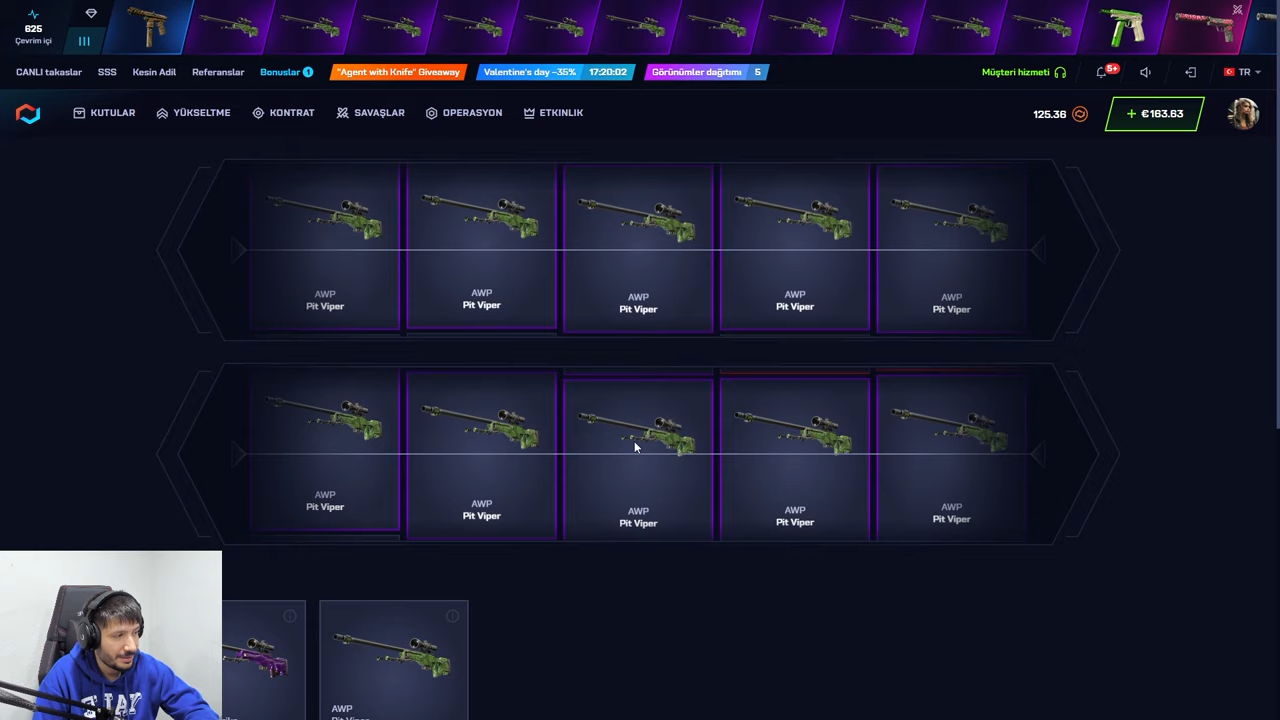 625
Çevrim içi
CANLI takaslar SSS Kesin Adil Referanslar Bonuslar 1 "Agent with Knife" Giveaway Valentine's day -35% 17:20:02 Görünümler dağıtımı 5 Müşteri hizmeti 5+ TR
KUTULAR YÜKSELTME KONTRAT SAVAŞLAR OPERASYON ETKINLIK 125.36 + €163.63
AWP AWP AWP AWP AWP
Pit Viper Pit Viper Pit Viper Pit Viper Pit Viper
AWP AWP AWP AWP AWP
Pit Viper Pit Viper Pit Viper Pit Viper Pit Viper
AWP
Pit Viper